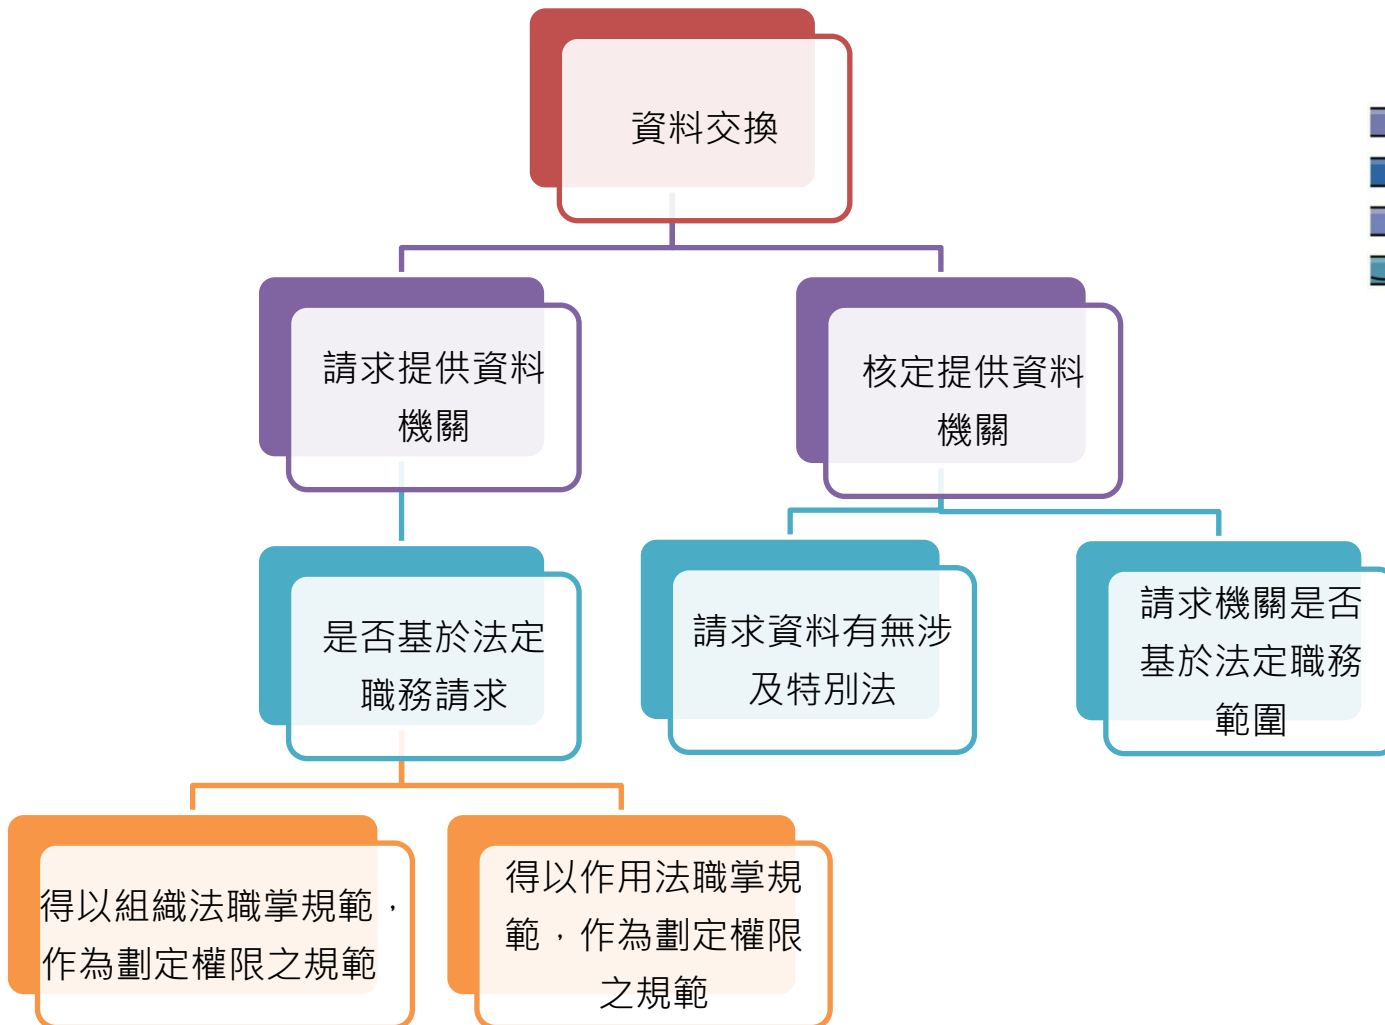 資料交換
請求提供資料
機關
核定提供資料
機關
是否基於法定
職務請求
請求資料有無涉
及特別法
請求機關是否
基於法定職務
範圍
得以組織法職掌規範，
作為劃定權限之規範
得以作用法職掌規
範，作為劃定權限
之規範